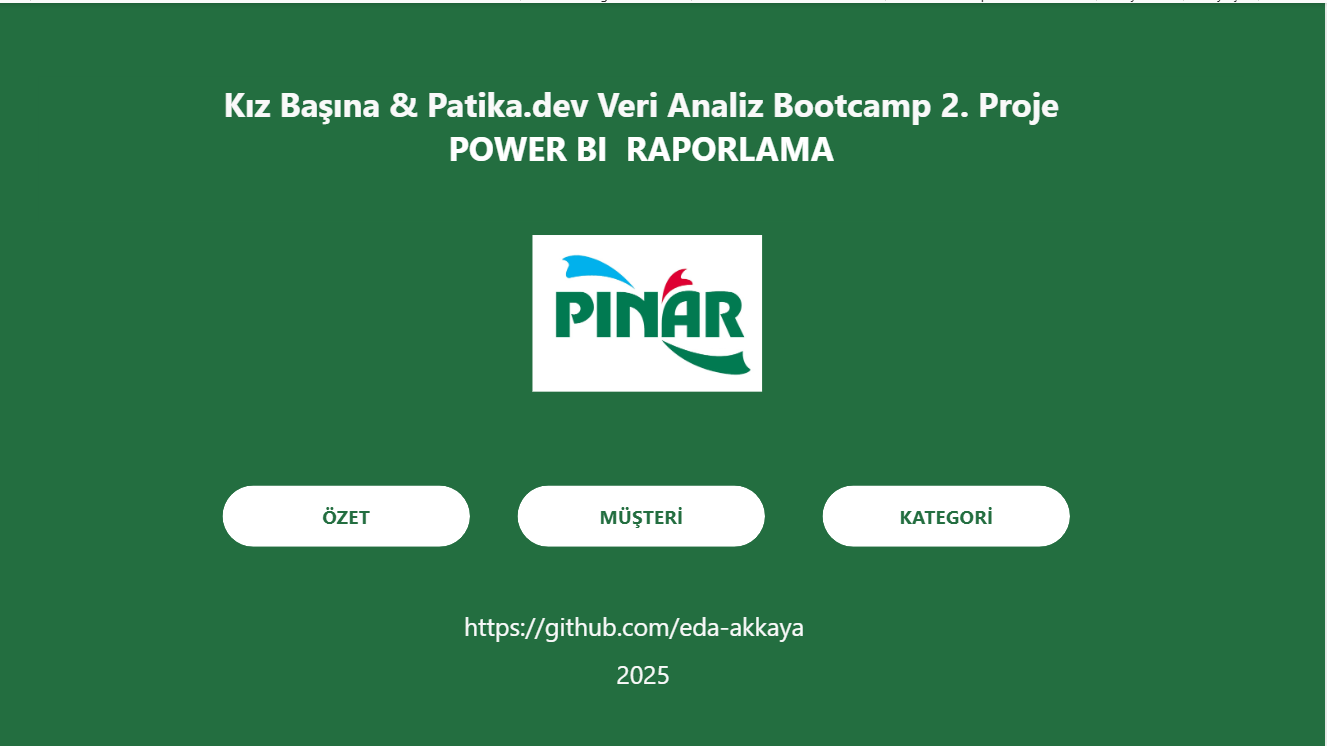 Kız Başına & Patika.dev Veri Analiz Bootcamp 2. Proje
POWER BI RAPORLAMA
PINAR
ÖZET
MÜŞTERİ
KATEGORİ
https://github.com/eda-akkaya
2025